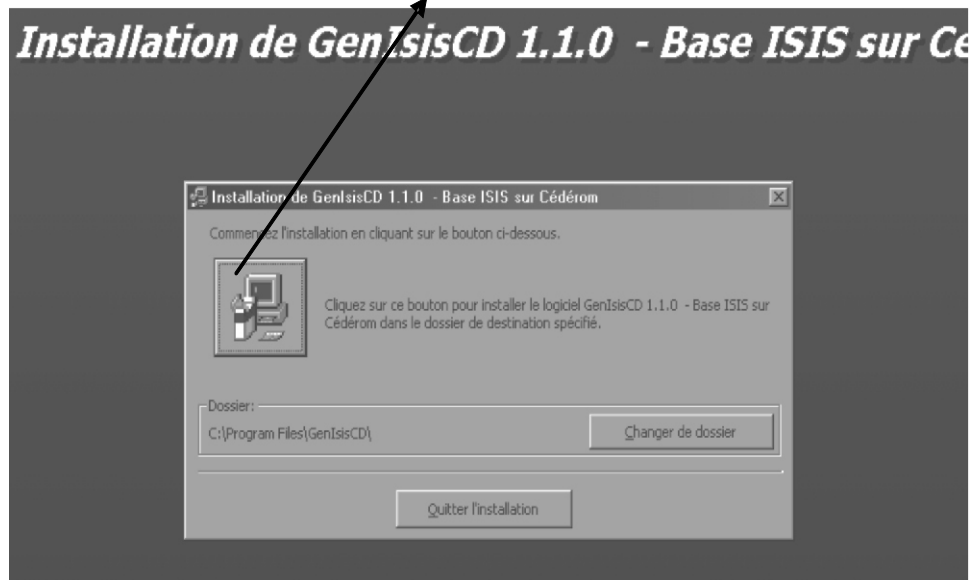 Installation de GenIsisCD 1.1.0 - Base ISIS sur Cé
Installation de GenIsisCD 1.1.0 - Base ISIS sur Cédérom
Commencez l'installation en cliquant sur le bouton ci-dessous.
Cliquez sur ce bouton pour installer le logiciel GenIsisCD 1.1.0 - Base ISIS sur
Cédérom dans le dossier de destination spécifié.
Dossier:
C:\Program Files\GenIsisCD\
Changer de dossier
Quitter l'installation